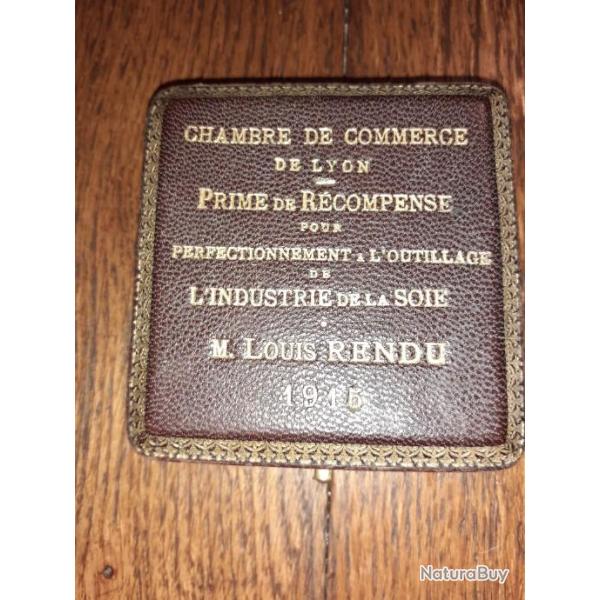 CHAMBRE DE COMMERCE
DE LYON
PRIME DE RÉCOMPENSE
POUR
PERFECTIONNEMENT A L'OUTILLAGE
DE
L'INDUSTRIE DE LA SOIE
M. LOUIS RENDU
1915
NaturaBuy